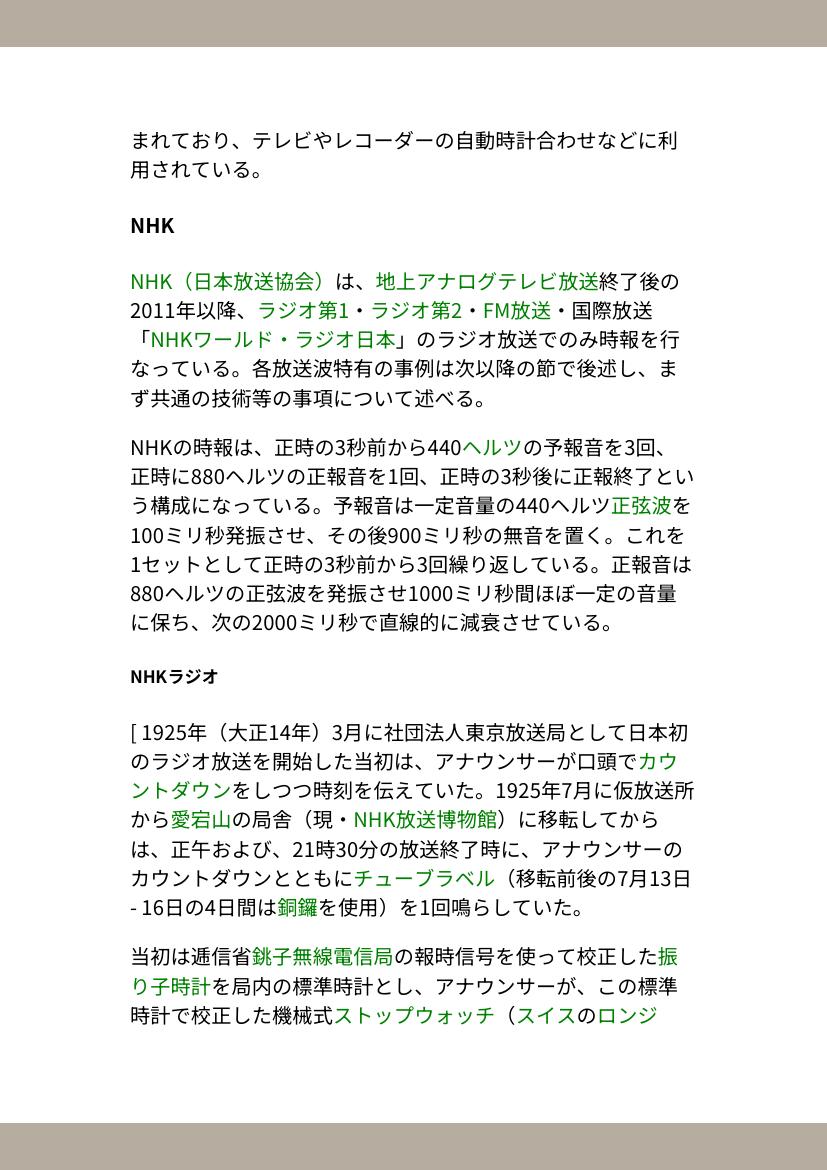 まれており、テレビやレコーダーの自動時計合わせなどに利
用されている。
NHK
NHK（日本放送協会）は、地上アナログテレビ放送終了後の
2011年以降、ラジオ第1・ラジオ第2・FM放送・国際放送
「NHKワールド・ラジオ日本」のラジオ放送でのみ時報を行
なっている。各放送波特有の事例は次以降の節で後述し、ま
ず共通の技術等の事項について述べる。
NHKの時報は、正時の3秒前から440ヘルツの予報音を3回、
正時に880ヘルツの正報音を1回、正時の3秒後に正報終了とい
う構成になっている。予報音は一定音量の440ヘルツ正弦波を
100ミリ秒発振させ、その後900ミリ秒の無音を置く。これを
1セットとして正時の3秒前から3回繰り返している。正報音は
880ヘルツの正弦波を発振させ1000ミリ秒間ほぼ一定の音量
に保ち、次の2000ミリ秒で直線的に減衰させている。
NHKラジオ
[ 1925年（大正14年）3月に社団法人東京放送局として日本初
のラジオ放送を開始した当初は、アナウンサーが口頭でカウ
ントダウンをしつつ時刻を伝えていた。1925年7月に仮放送所
から愛宕山の局舎（現・NHK放送博物館）に移転してから
は、正午および、21時30分の放送終了時に、アナウンサーの
カウントダウンとともにチューブラベル（移転前後の7月13日
- 16日の4日間は銅鑼を使用）を1回鳴らしていた。
当初は逓信省銚子無線電信局の報時信号を使って校正した振
り子時計を局内の標準時計とし、アナウンサーが、この標準
時計で校正した機械式ストップウォッチ（スイスのロンジ